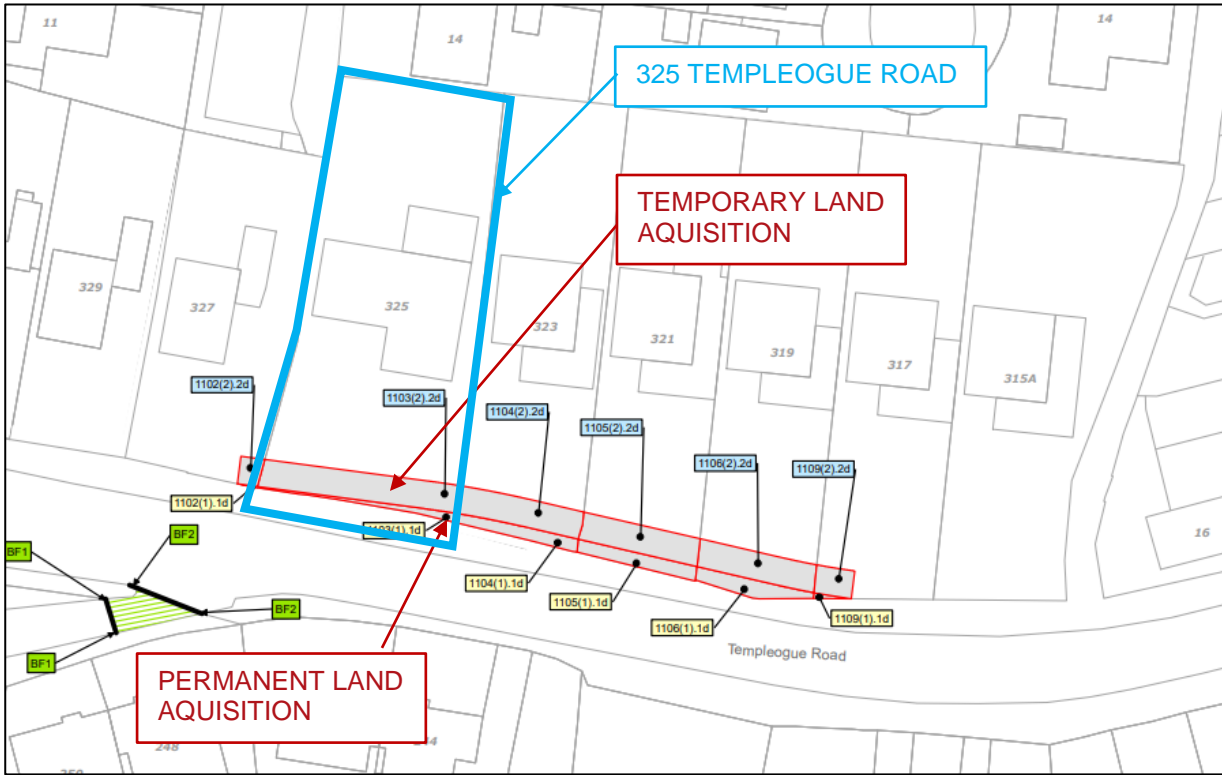 11
14
14
325 TEMPLEOGUE ROAD
TEMPORARY LAND
AQUISITION
329
327
325
323
321
319
317
315A
1102(2).2d
1103(2).2d
1104(2).2d
1105(2).2d
1106(2).2d
1109(2).2d
1102(1).1d
1103(1).1d
1104(1).1d
1105(1).1d
1106(1).1d
1109(1).1d
16
BF1
BF2
BF2
BF1
Templeogue Road
PERMANENT LAND
AQUISITION
248